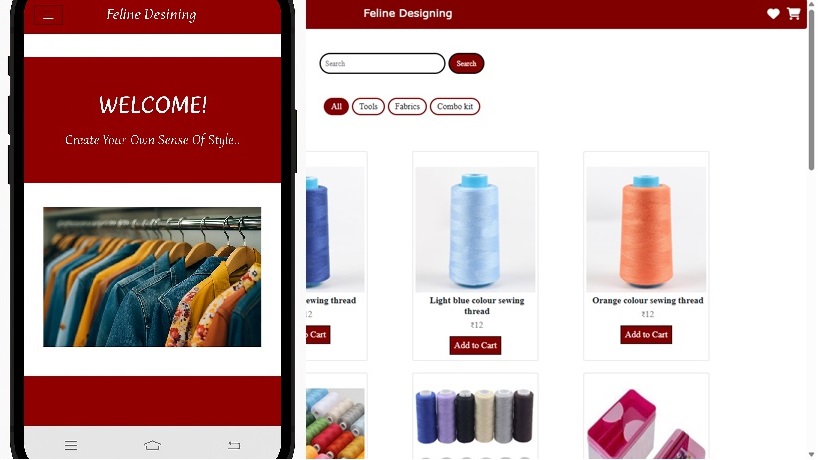 Feline Desining
WELCOME!
Create Your Own Sense Of Style..
Feline Designing
Search
Search
All
Tools
Fabrics
Combo kit
sewing thread
12
to Cart
Light blue colour sewing
thread
₹12
Add to Cart
Orange colour sewing thread
₹12
Add to Cart